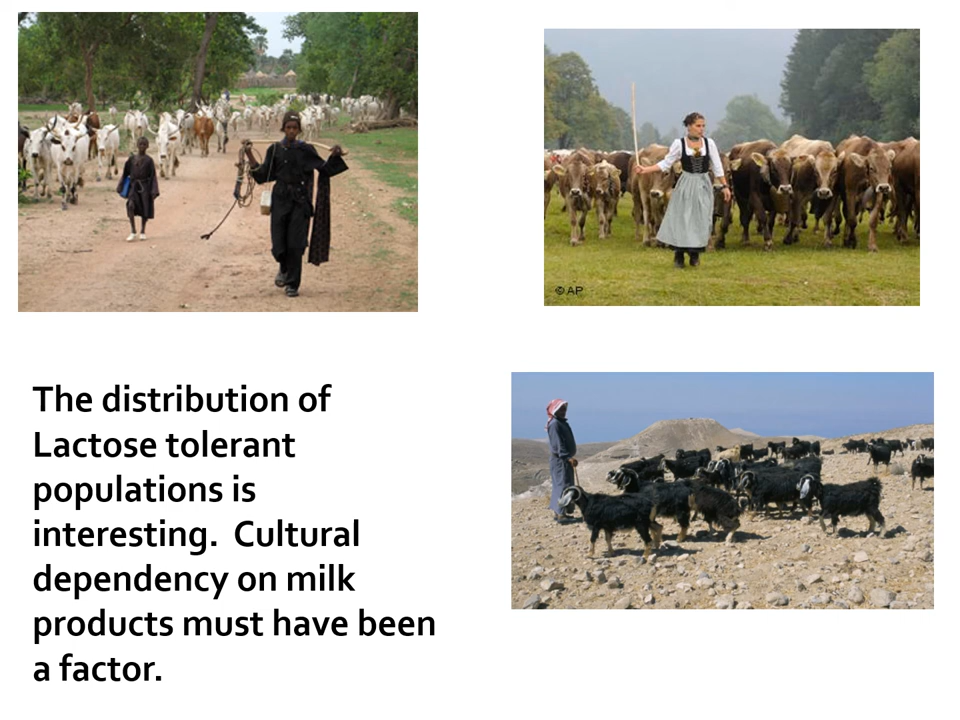 © AP
The distribution of
Lactose tolerant
populations is
interesting.  Cultural
dependency on milk
products must have been
a factor.